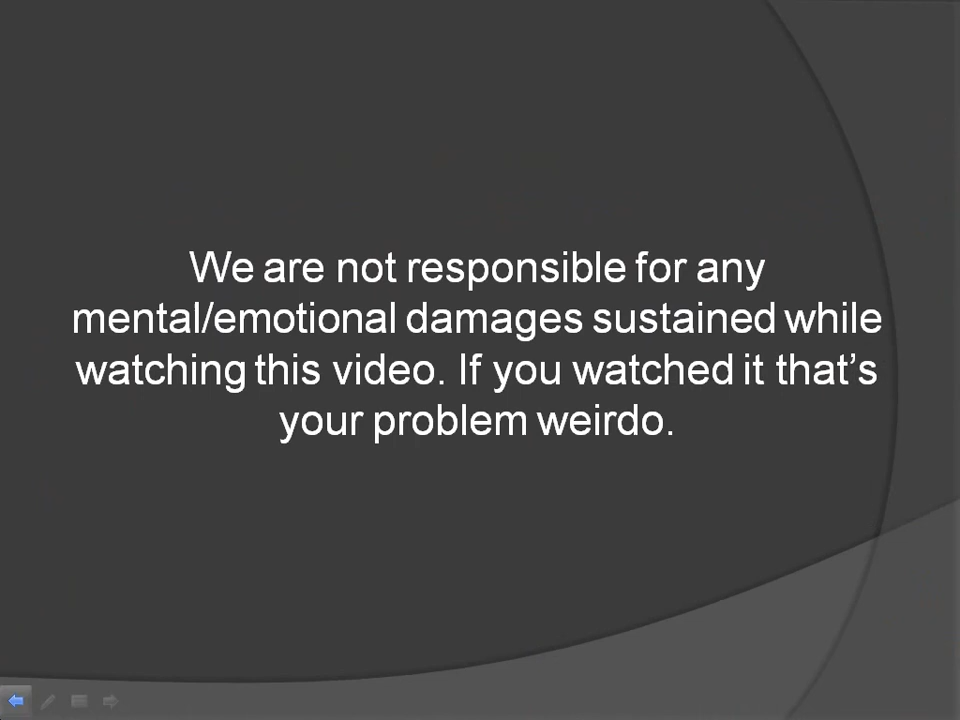 We are not responsible for any
mental/emotional damages sustained while
watching this video. If you watched it that’s
your problem weirdo.